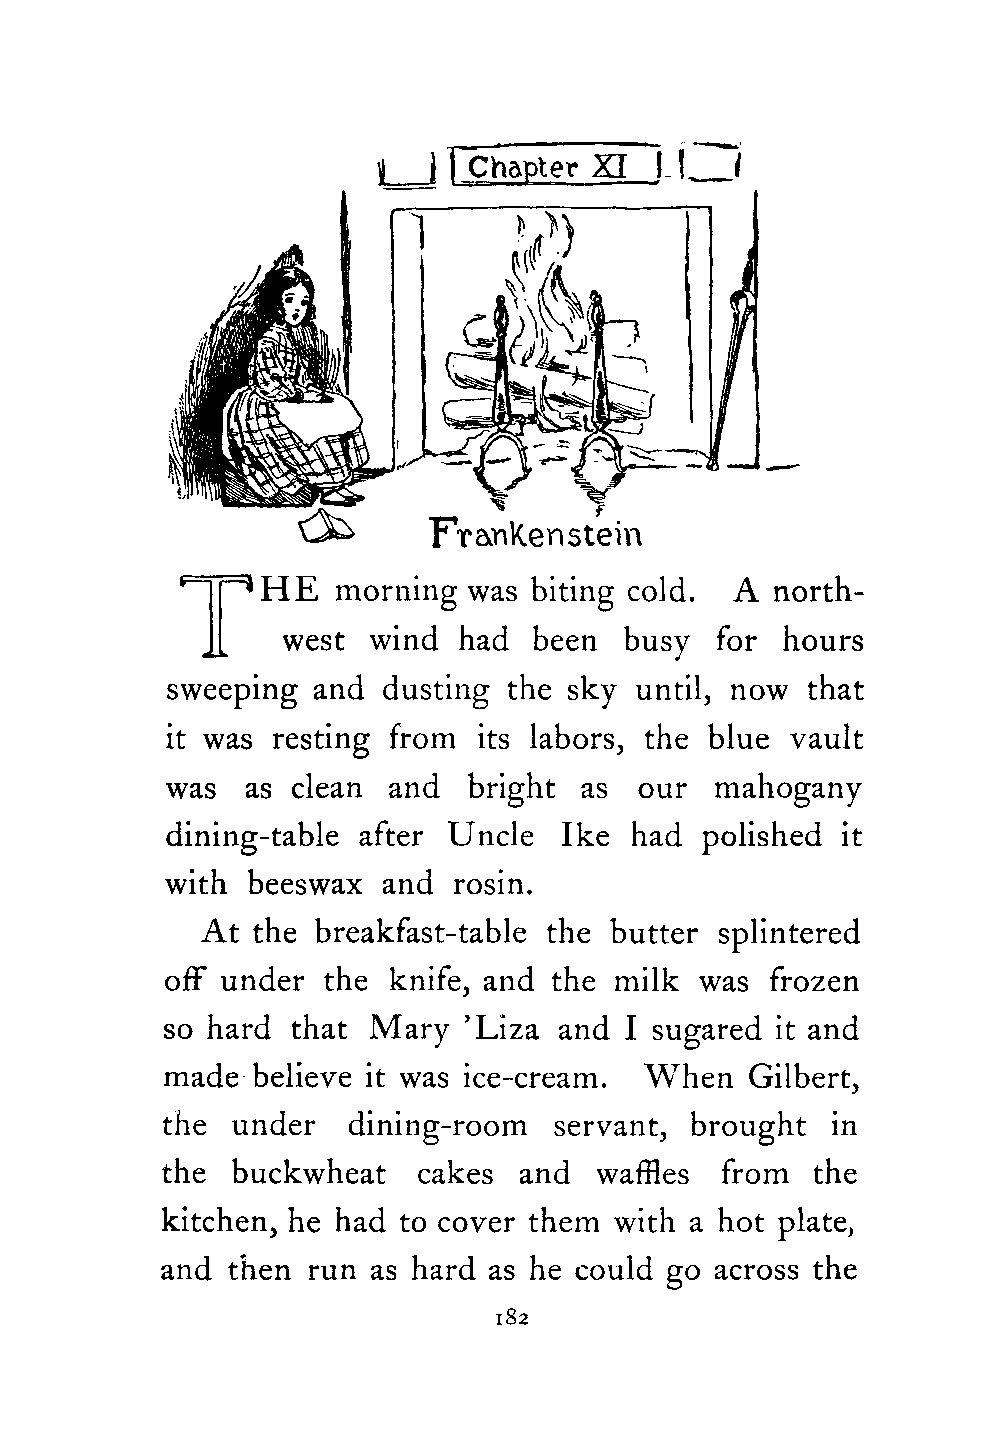 Chapter XI
Frankenstein
THE morning was biting cold. A north-
west wind had been busy for hours
sweeping and dusting the sky until, now that
it was resting from its labors, the blue vault
was as clean and bright as our mahogany
dining-table after Uncle Ike had polished it
with beeswax and rosin.
At the breakfast-table the butter splintered
off under the knife, and the milk was frozen
so hard that Mary 'Liza and I sugared it and
made believe it was ice-cream. When Gilbert,
the under dining-room servant, brought in
the buckwheat cakes and waffles from the
kitchen, he had to cover them with a hot plate,
and then run as hard as he could go across the
182